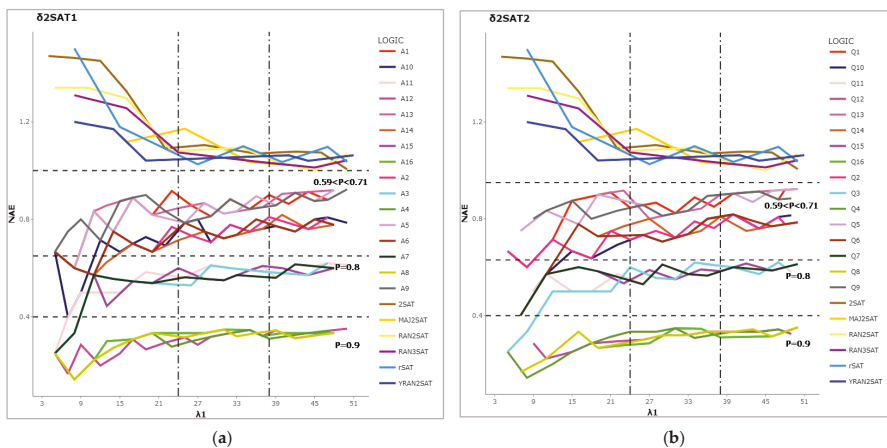 δ2SAT1
LOGIC
A1
A10
A11
A12
A13
A14
A15
A16
A2
A3
A4
A5
A6
A7
A8
A9
2SAT
MAJ2SAT
RAN2SAT
RAN3SAT
rSAT
YRAN2SAT
NAE
1.2
0.8
0.4
0.59<P<0.71
P=0.8
P=0.9
3 9 15 21 27 33 39 45 51
λ1
(a)
δ2SAT2
LOGIC
Q1
Q10
Q11
Q12
Q13
Q14
Q15
Q16
Q2
Q3
Q4
Q5
Q6
Q7
Q8
Q9
2SAT
MAJ2SAT
RAN2SAT
RAN3SAT
rSAT
YRAN2SAT
NAE
1.2
0.8
0.4
0.59<P<0.71
P=0.8
P=0.9
3 9 15 21 27 33 39 45 51
λ1
(b)